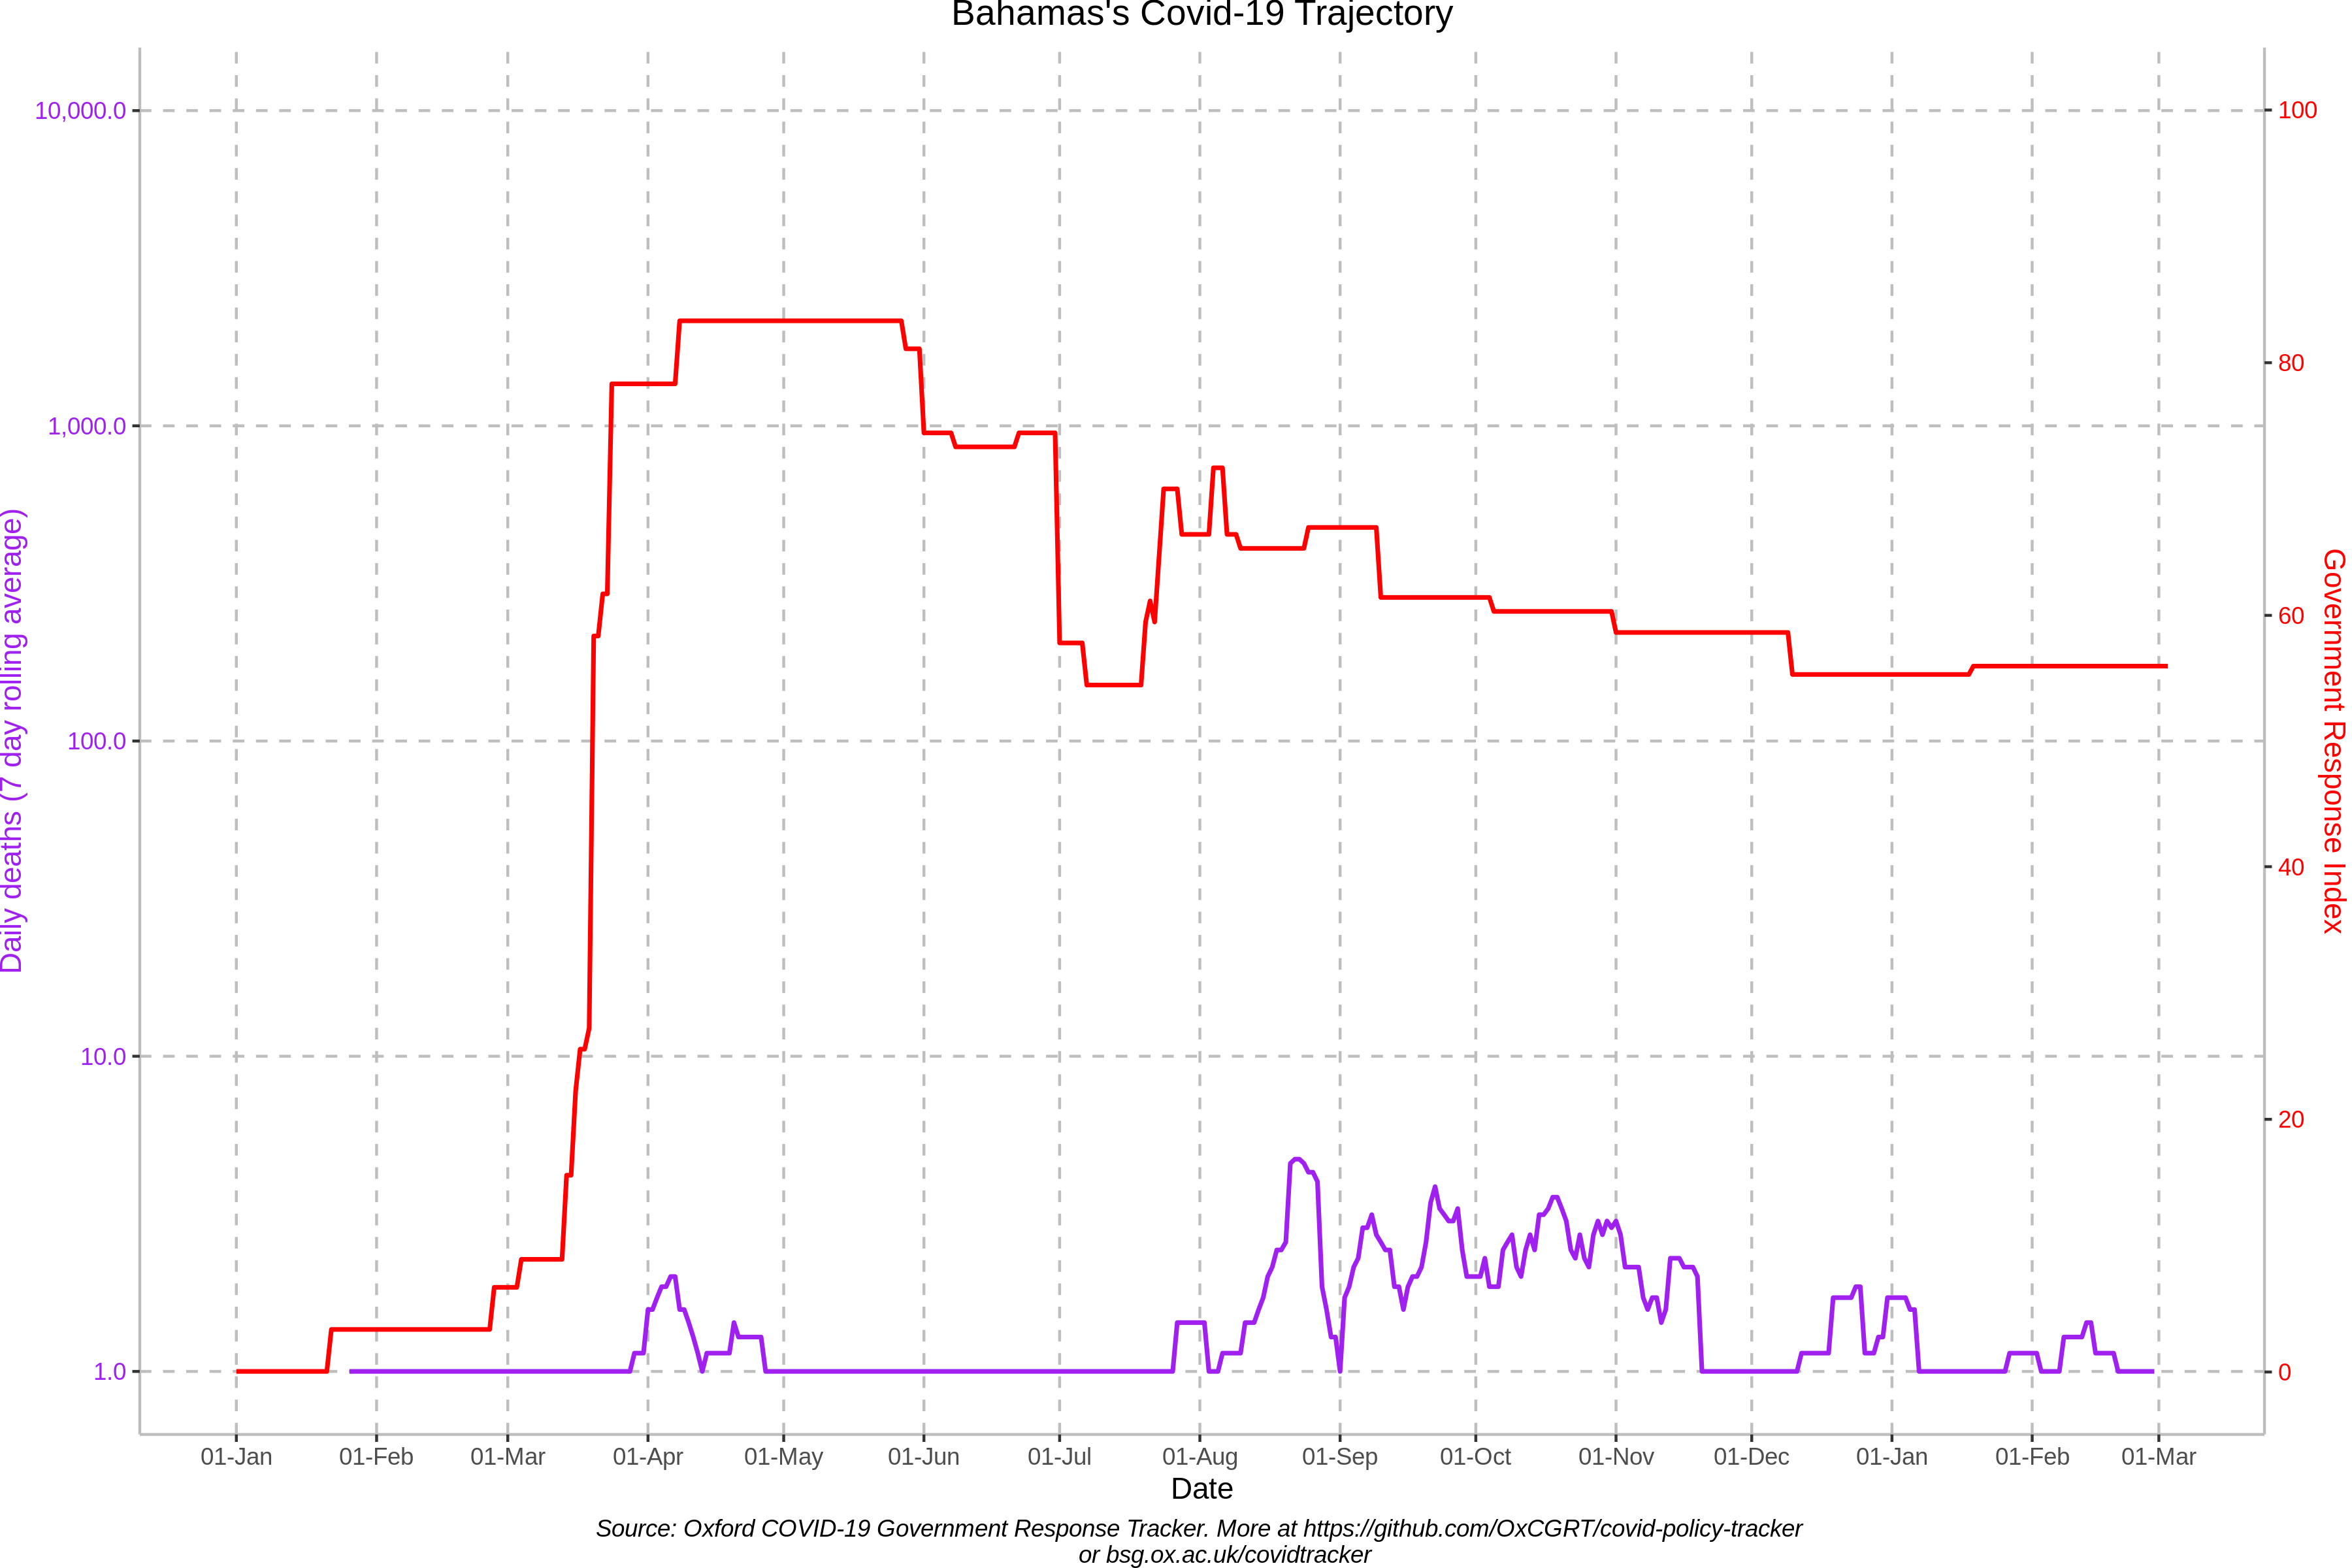 Bahamas's Covid-19 Trajectory
10,000.0
1,000.0
100.0
10.0
1.0
Daily deaths (7 day rolling average)
100
80
60
40
20
0
Government Response Index
01-Jan 01-Feb 01-Mar 01-Apr 01-May 01-Jun 01-Jul 01-Aug 01-Sep 01-Oct 01-Nov 01-Dec 01-Jan 01-Feb 01-Mar
Date
Source: Oxford COVID-19 Government Response Tracker. More at https://github.com/OxCGRT/covid-policy-tracker
or bsg.ox.ac.uk/covidtracker